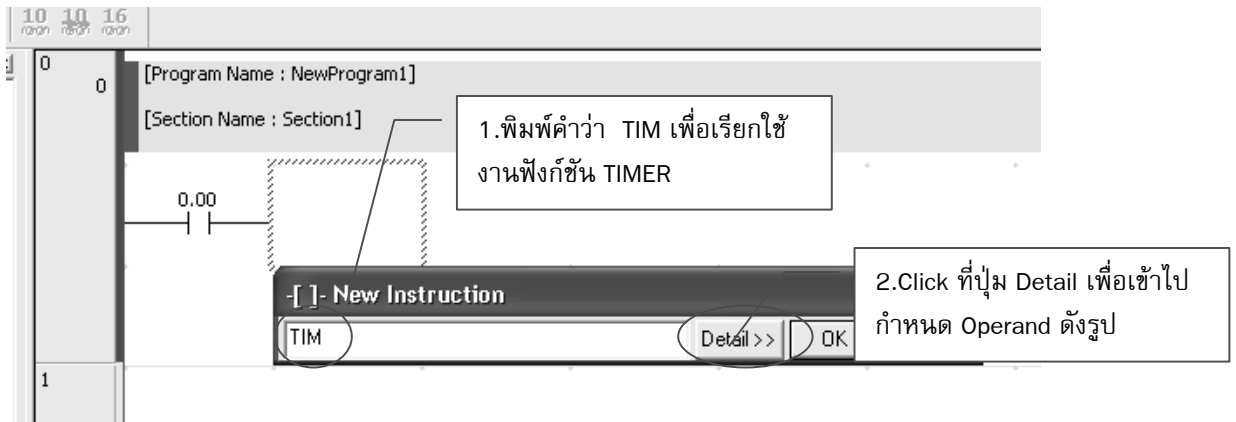 10 10 16
0
0
[Program Name : NewProgram1]
[Section Name : Section1]
1.พิมพ์คำว่า TIM เพื่อเรียกใช้
งานฟังก์ชัน TIMER
0.00
-[ ]- New Instruction
TIM
Detail >>
OK
2.Click ที่ปุ่ม Detail เพื่อเข้าไป
กำหนด Operand ดังรูป
1